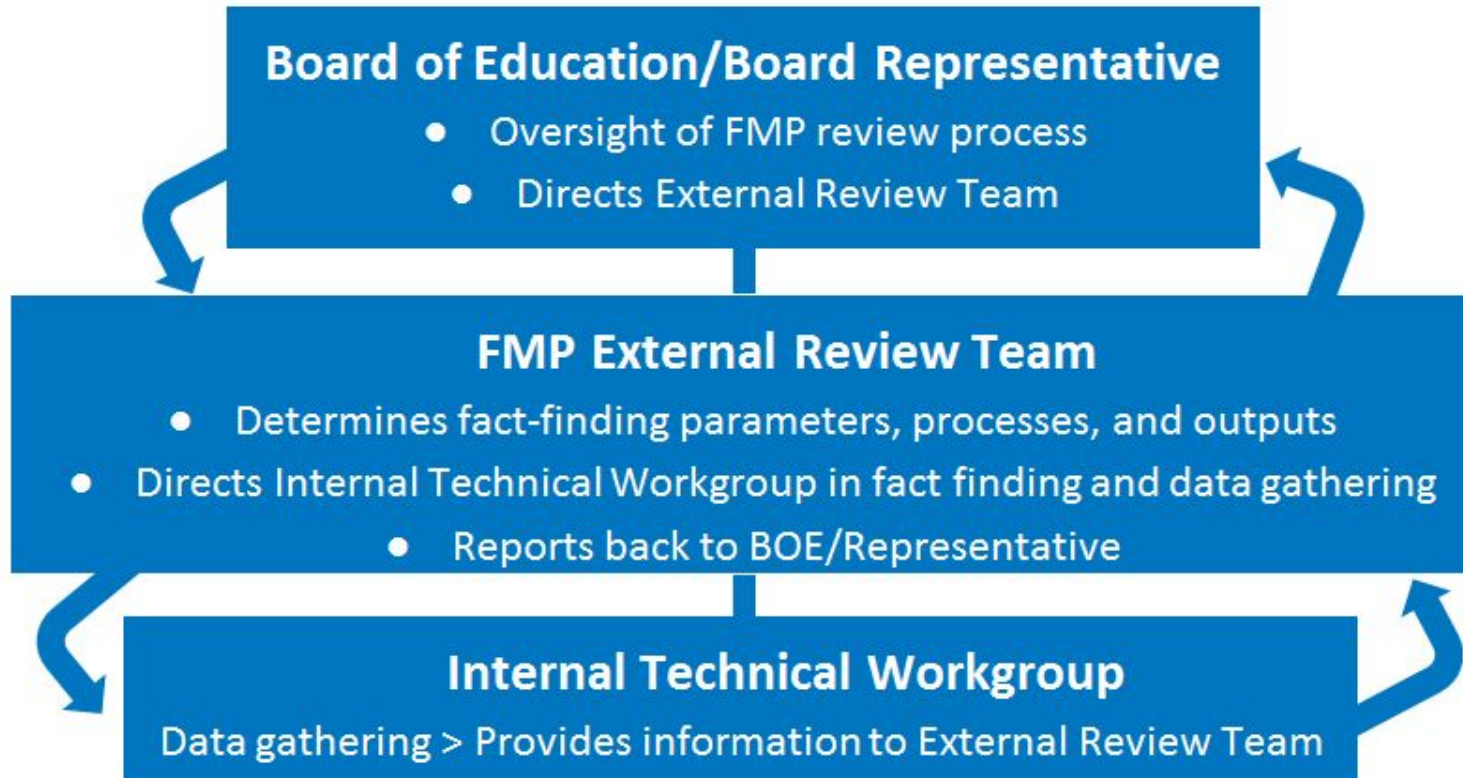 Board of Education/Board Representative
● Oversight of FMP review process
● Directs External Review Team
FMP External Review Team
● Determines fact-finding parameters, processes, and outputs
● Directs Internal Technical Workgroup in fact finding and data gathering
● Reports back to BOE/Representative
Internal Technical Workgroup
Data gathering > Provides information to External Review Team